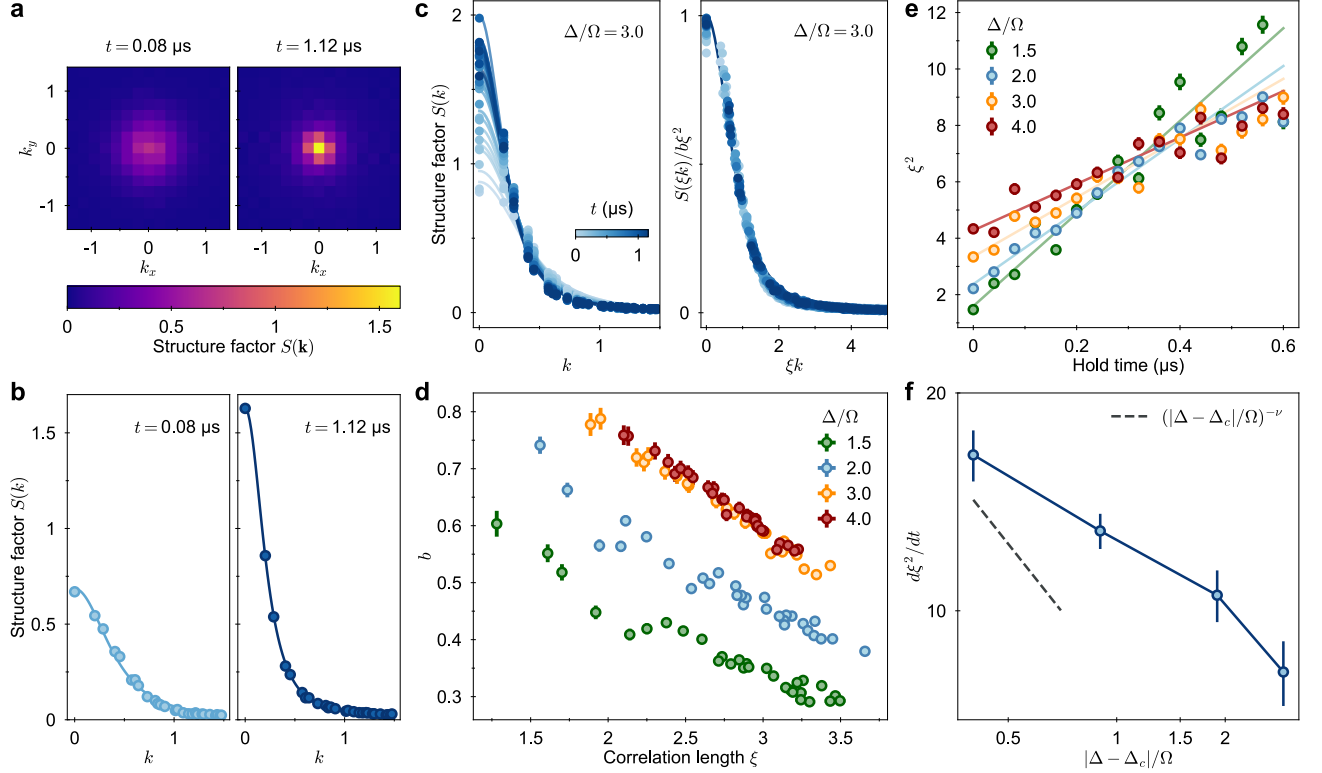 a
t = 0.08 µs
t = 1.12 µs
k_y
1
0
-1
-1 0 1
-1 0 1
k_x
k_x
0 0.5 1 1.5
Structure factor S(k)
b
t = 0.08 µs
t = 1.12 µs
Structure factor S(k)
1.5
1
0.5
0
0 1
0 1
k
k
c
Δ/Ω = 3.0
Structure factor S(k)
2
1
0
t (µs)
0 1
0 1
k
Δ/Ω = 3.0
S(ξk)/bξ²
1
0
0 2 4
ξk
d
Δ/Ω
1.5
2.0
3.0
4.0
b
0.8
0.7
0.6
0.5
0.4
0.3
1.5 2 2.5 3 3.5
Correlation length ξ
e
Δ/Ω
1.5
2.0
3.0
4.0
ξ²
12
10
8
6
4
2
0 0.2 0.4 0.6
Hold time (µs)
f
(|Δ − Δ_c|/Ω)^{−ν}
dξ²/dt
20
10
0.5 1 1.5 2
|Δ − Δ_c|/Ω